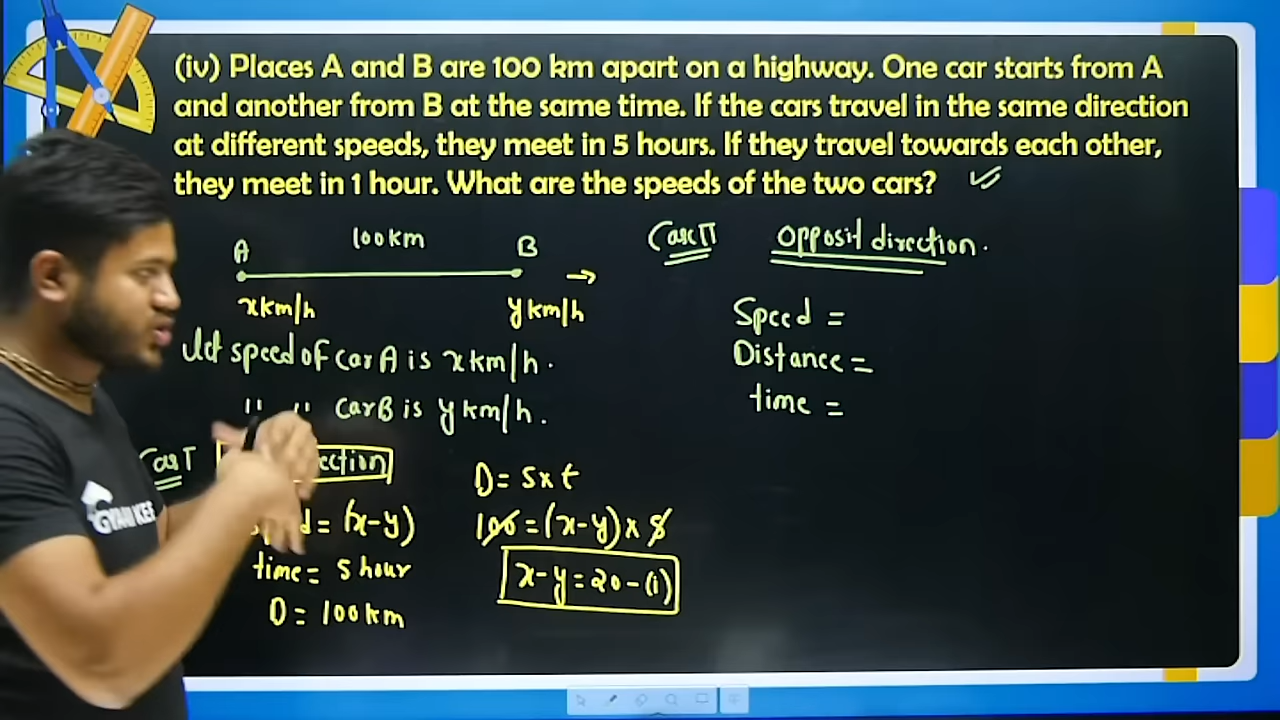 (iv) Places A and B are 100 km apart on a highway. One car starts from A
and another from B at the same time. If the cars travel in the same direction
at different speeds, they meet in 5 hours. If they travel towards each other,
they meet in 1 hour. What are the speeds of the two cars?
A 100km B
xkm/h ykm/h
Let speed of car A is x km/h.
" " car B is y km/h.
Case I
Speed = (x-y)
time = 5 hour
D = 100km
D = S x t
100 = (x-y) x 5
x-y = 20 - (i)
Case II Opposit direction.
Speed =
Distance =
time =